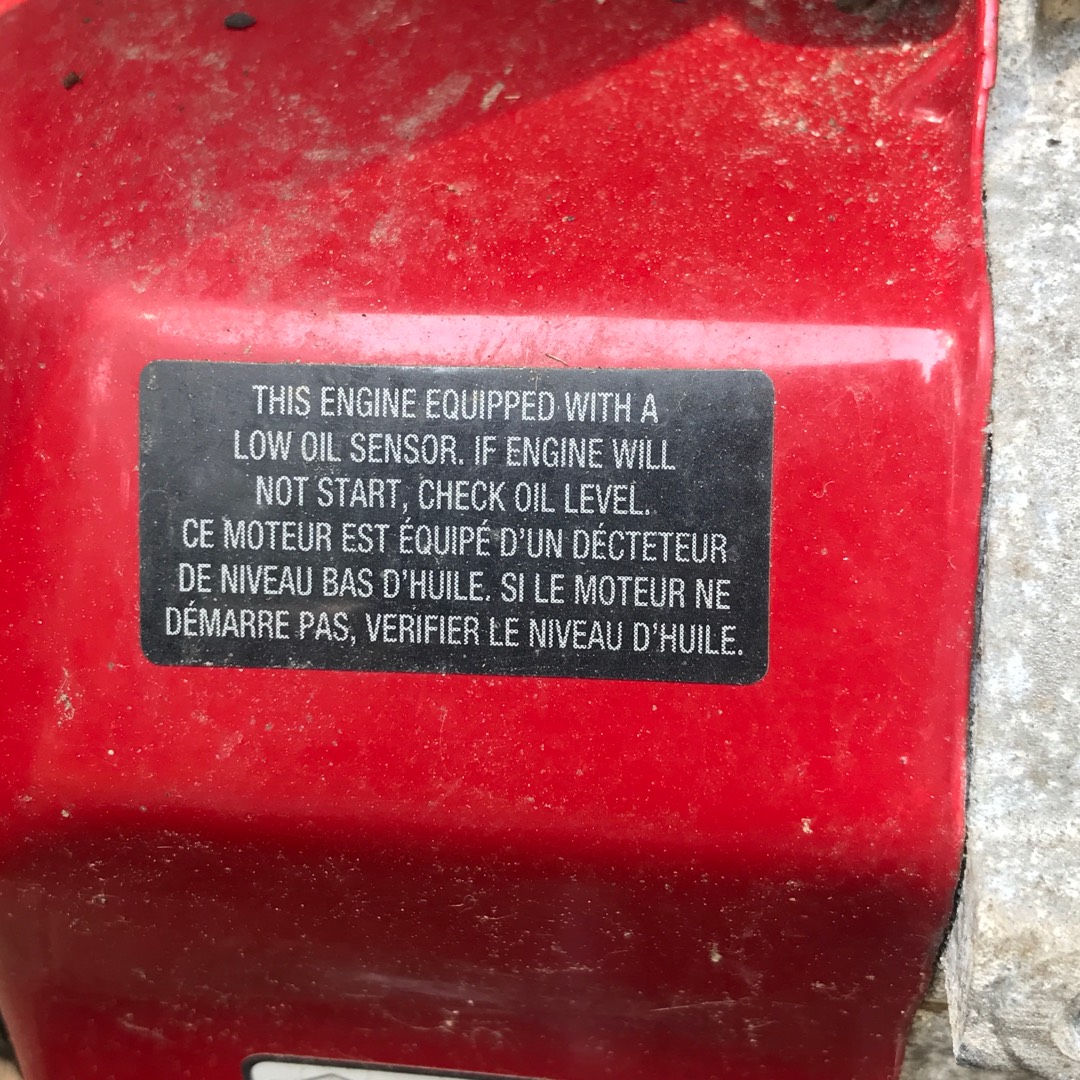 THIS ENGINE EQUIPPED WITH A
LOW OIL SENSOR. IF ENGINE WILL
NOT START, CHECK OIL LEVEL.
CE MOTEUR EST ÉQUIPÉ D'UN DÉCTETEUR
DE NIVEAU BAS D'HUILE. SI LE MOTEUR NE
DÉMARRE PAS, VERIFIER LE NIVEAU D'HUILE.